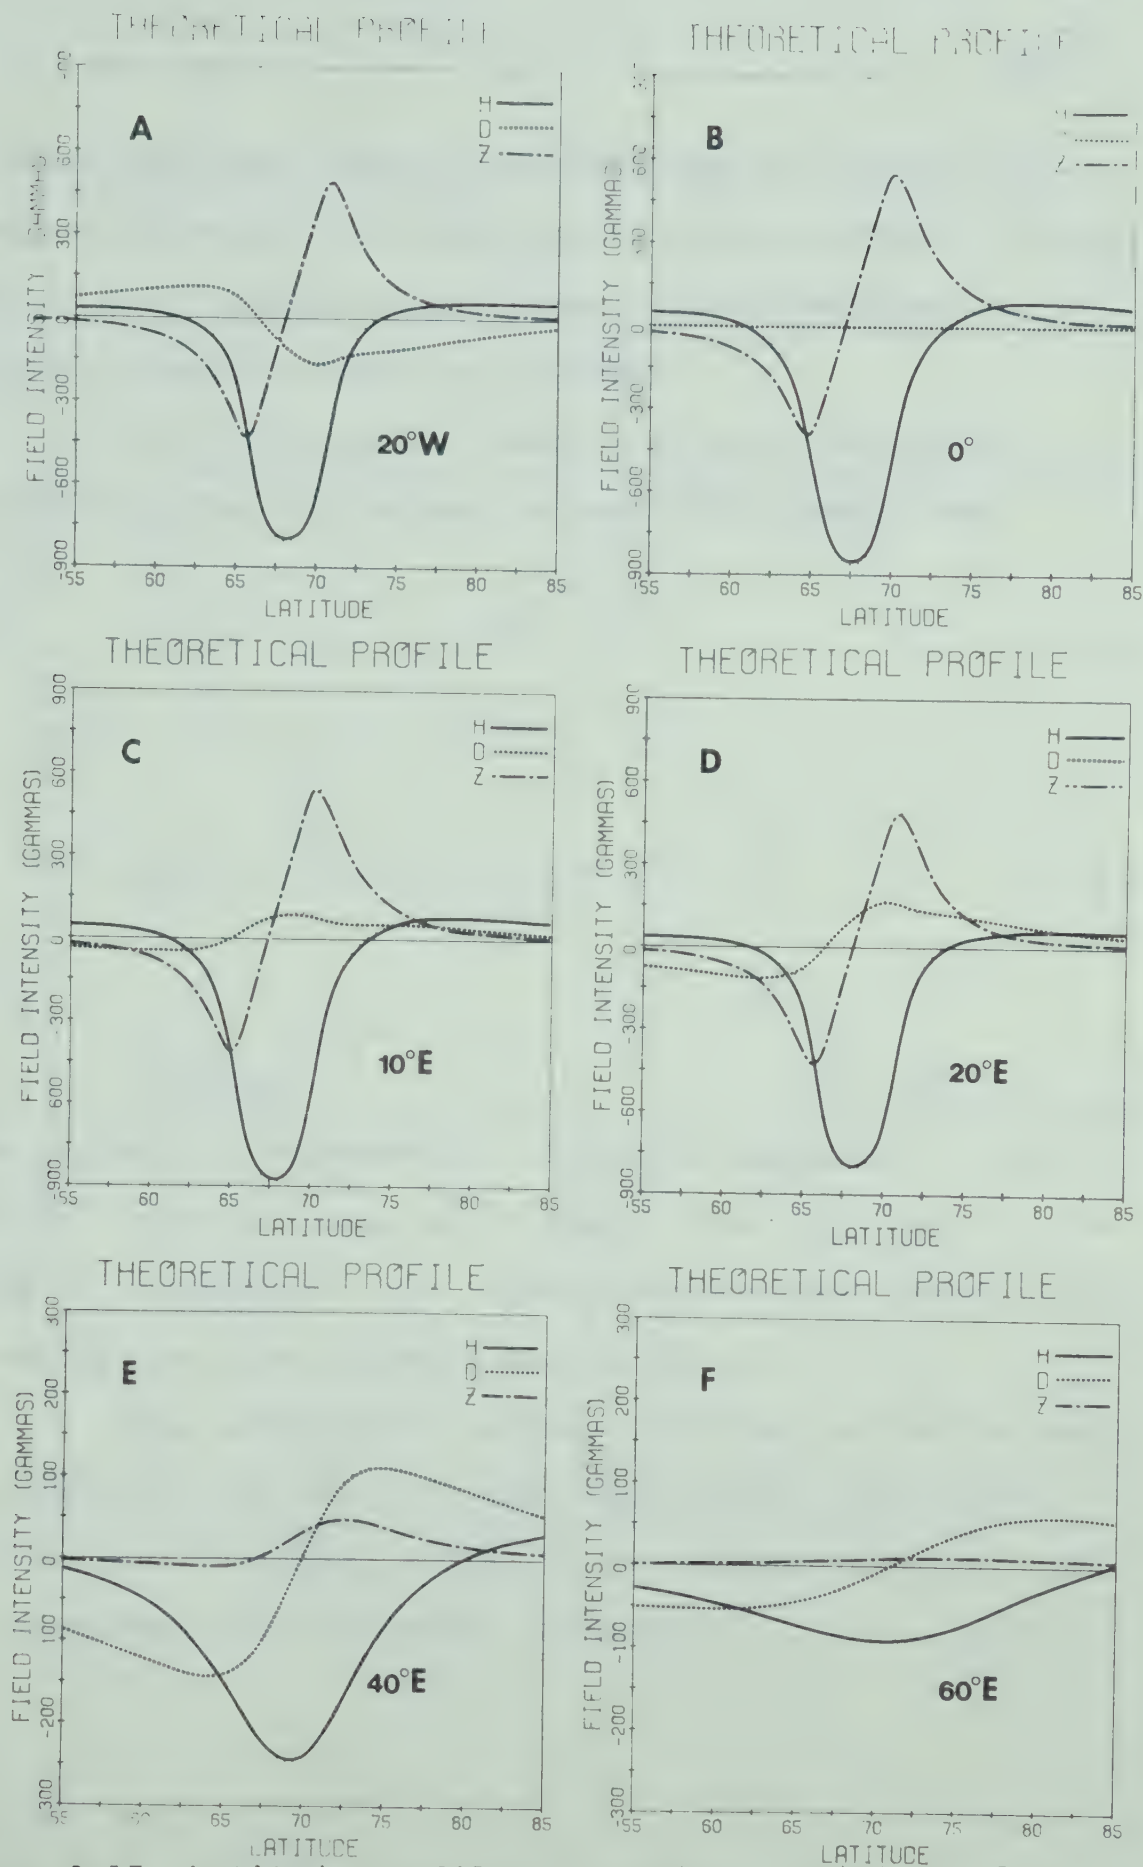 THEORETICAL PROFILE
A
H
D
Z
20°W
FIELD INTENSITY GAMMAS
600
300
0
-300
-600
-900
55 60 65 70 75 80 85
LATITUDE
THEORETICAL PROFILE
B
Z
0°
FIELD INTENSITY (GAMMAS
600
0
-300
-600
-900
55 60 65 70 75 80 85
LATITUDE
THEORETICAL PROFILE
C
H
D
Z
10°E
FIELD INTENSITY (GAMMAS)
900
600
300
0
-300
600
900
55 60 65 70 75 80 85
LATITUDE
THEORETICAL PROFILE
D
H
D
Z
20°E
FIELD INTENSITY (GAMMAS)
900
600
300
0
-300
-600
-900
55 60 65 70 75 80 85
LATITUDE
THEORETICAL PROFILE
E
H
D
Z
40°E
FIELD INTENSITY (GAMMAS)
300
200
100
0
100
-200
300
55 65 70 75 80 85
LATITUDE
THEORETICAL PROFILE
F
H
D
Z
60°E
FIELD INTENSITY (GAMMAS)
300
200
100
0
-100
-200
-300
55 60 65 70 75 80 85
LATITUDE